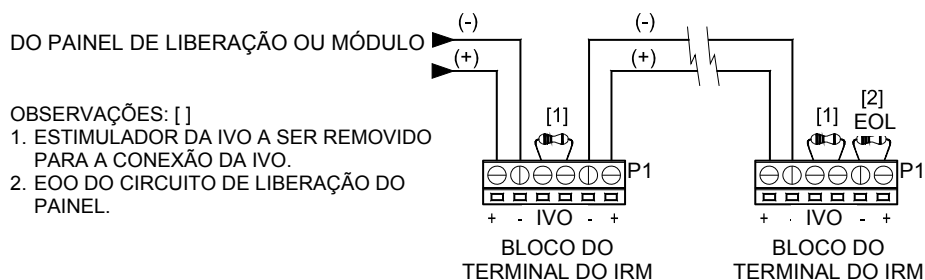 (-)
DO PAINEL DE LIBERAÇÃO OU MÓDULO
(+)
(-)
(+)
OBSERVAÇÕES: [ ]
1. ESTIMULADOR DA IVO A SER REMOVIDO
PARA A CONEXÃO DA IVO.
2. EOO DO CIRCUITO DE LIBERAÇÃO DO
PAINEL.
[1]
P1
+ - IVO - +
BLOCO DO
TERMINAL DO IRM
[1]
[2]
EOL
P1
+ - IVO - +
BLOCO DO
TERMINAL DO IRM